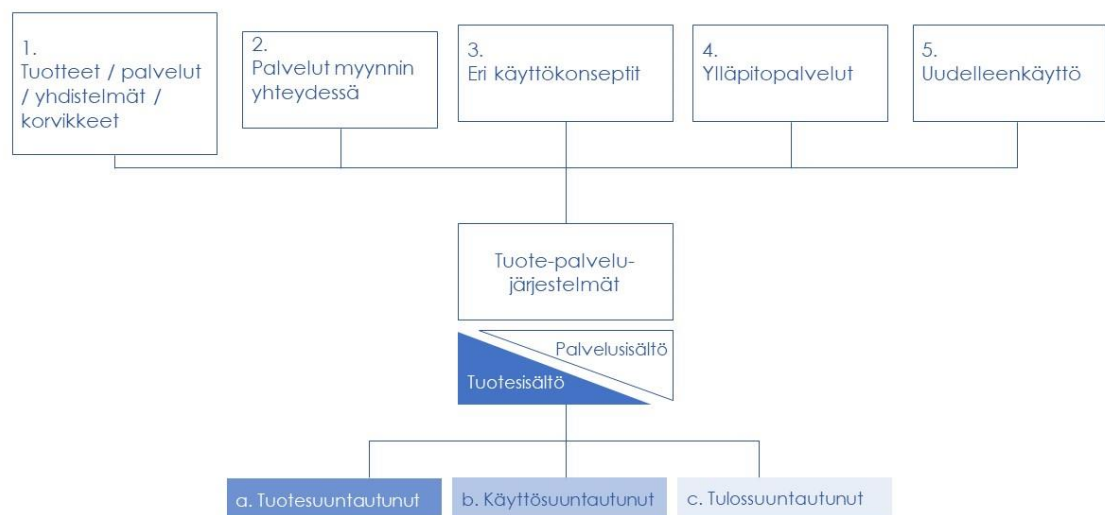 1.
Tuotteet / palvelut
/ yhdistelmät /
korvikkeet
2.
Palvelut myynnin
yhteydessä
3.
Eri käyttökonseptit
4.
Ylläpitopalvelut
5.
Uudelleenkäyttö
Tuote-palvelu-
järjestelmät
Palvelusisältö
Tuotesisältö
a. Tuotesuuntautunut
b. Käyttösuuntautunut
c. Tulossuuntautunut